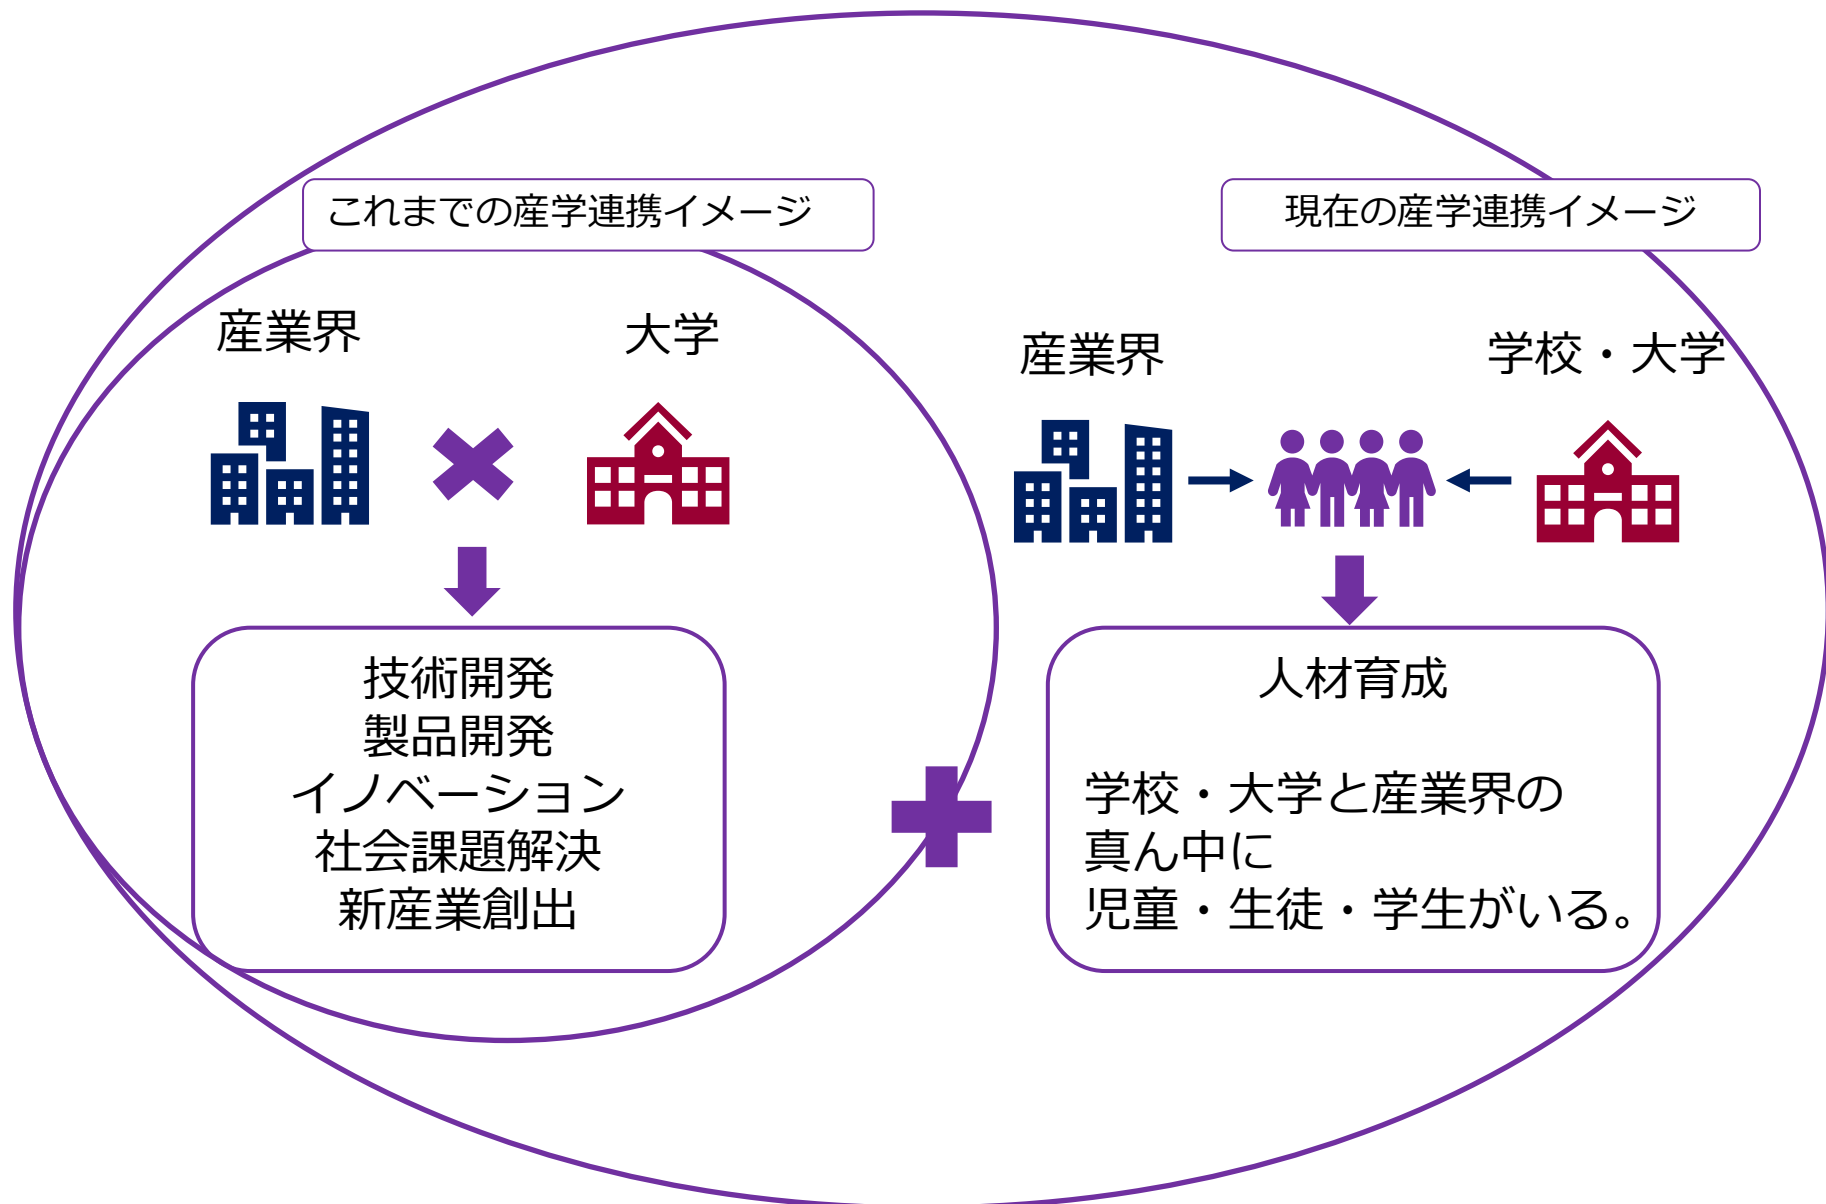 これまでの産学連携イメージ
産業界
大学
技術開発
製品開発
イノベーション
社会課題解決
新産業創出
現在の産学連携イメージ
産業界
学校・大学
人材育成
学校・大学と産業界の
真ん中に
児童・生徒・学生がいる。